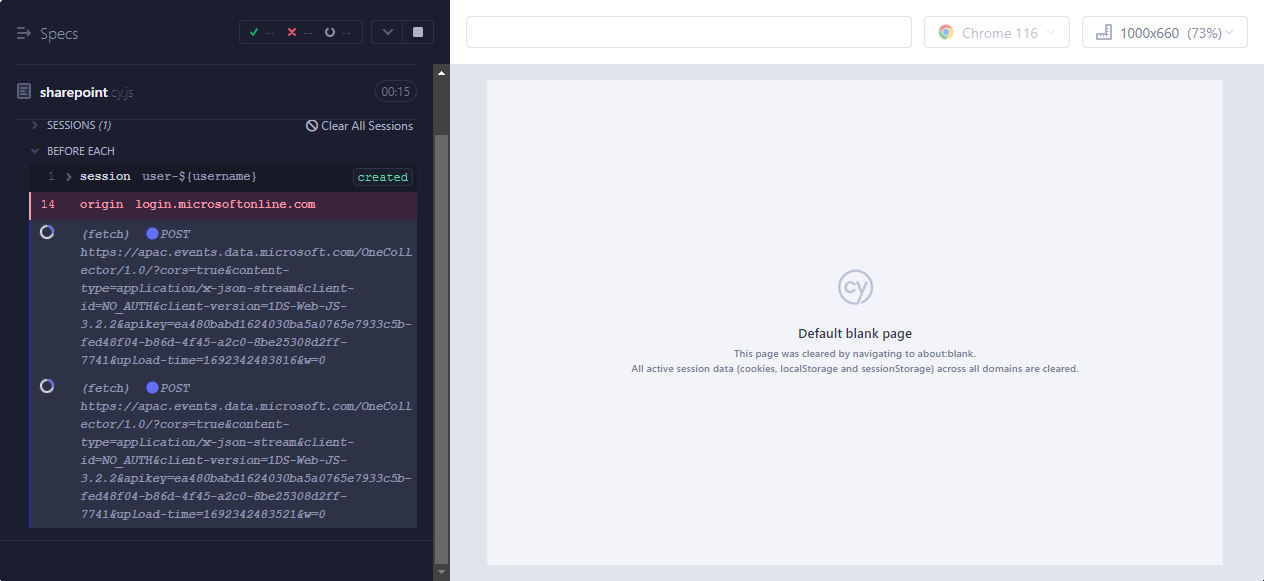 Specs
-- -- --
Chrome 116
1000x660 (73%)
sharepoint.cy.js
00:15
SESSIONS (1)
Clear All Sessions
BEFORE EACH
1 session user-${username} created
14 origin login.microsoftonline.com
(fetch) POST
https://apac.events.data.microsoft.com/OneColl
ector/1.0/?cors=true&content-
type=application/x-json-stream&client-
id=NO_AUTH&client-version=1DS-Web-JS-
3.2.2&apikey=ea480babd1624030ba5a0765e7933c5b-
fed48f04-b86d-4f45-a2c0-8be25308d2ff-
7741&upload-time=1692342483816&w=0
(fetch) POST
https://apac.events.data.microsoft.com/OneColl
ector/1.0/?cors=true&content-
type=application/x-json-stream&client-
id=NO_AUTH&client-version=1DS-Web-JS-
3.2.2&apikey=ea480babd1624030ba5a0765e7933c5b-
fed48f04-b86d-4f45-a2c0-8be25308d2ff-
7741&upload-time=1692342483521&w=0
cy
Default blank page
This page was cleared by navigating to about:blank.
All active session data (cookies, localStorage and sessionStorage) across all domains are cleared.